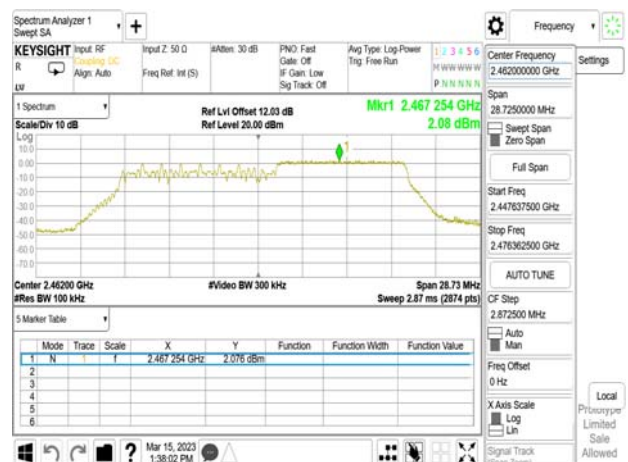 Spectrum Analyzer 1
Swept SA
+
Frequency
KEYSIGHT
R
Input: RF
Coupling: DC
Align: Auto
Input Z: 50 Ω
Freq Ref: Int (S)
#Atten: 30 dB
PNO: Fast
Gate: Off
IF Gain: Low
Sig Track: Off
Avg Type: Log-Power
Trig: Free Run
1 2 3 4 5 6
M W W W W W
P N N N N N
1 Spectrum
Scale/Div 10 dB
Log
Ref Lvl Offset 12.03 dB
Ref Level 20.00 dBm
Mkr1 2.467 254 GHz
2.08 dBm
1
10.0
0.00
-10.0
-20.0
-30.0
-40.0
-50.0
-60.0
-70.0
Center 2.46200 GHz
#Res BW 100 kHz
#Video BW 300 kHz
Span 28.73 MHz
Sweep 2.87 ms (2874 pts)
5 Marker Table
Mode Trace Scale X Y Function Function Width Function Value
1 N 1 f 2.467 254 GHz 2.076 dBm
2
3
4
5
6
Mar 15, 2023
1:38:02 PM
Center Frequency
2.462000000 GHz
Settings
Span
28.7250000 MHz
Swept Span
Zero Span
Full Span
Start Freq
2.447637500 GHz
Stop Freq
2.476362500 GHz
AUTO TUNE
CF Step
2.872500 MHz
Auto
Man
Freq Offset
0 Hz
X Axis Scale
Log
Lin
Local
Prototype
Limited
Sale
Allowed
Signal Track